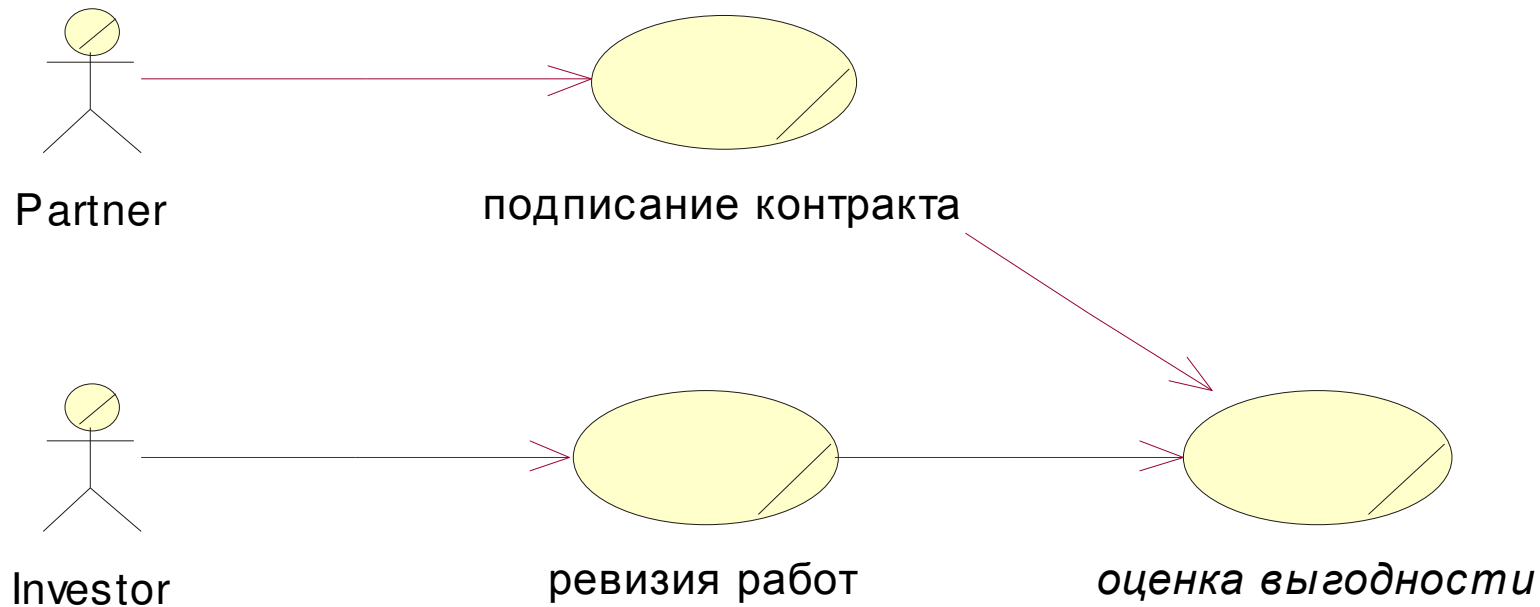 Partner
подписание контракта
Investor
ревизия работ
оценка выгодности